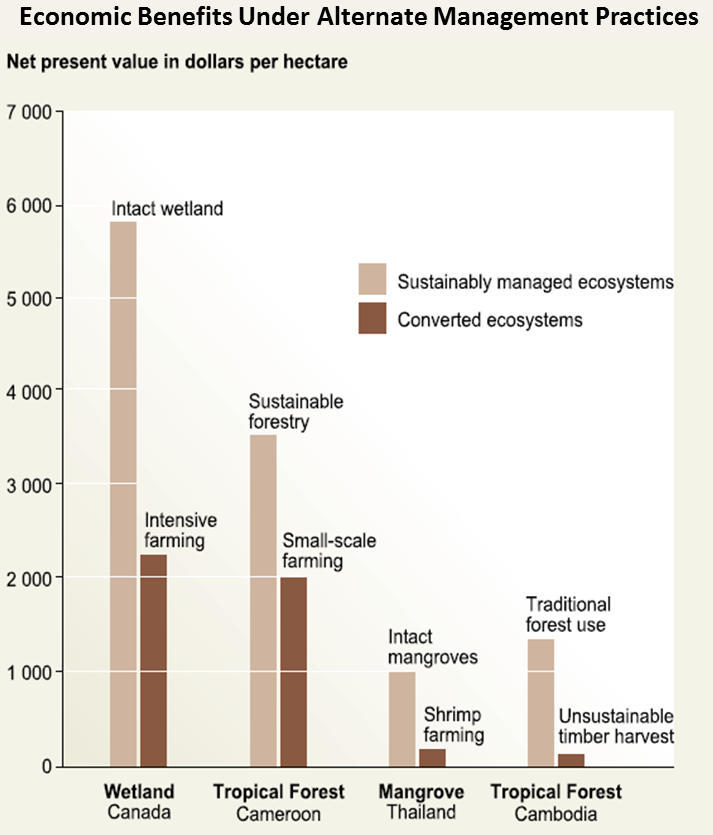 Economic Benefits Under Alternate Management Practices
Net present value in dollars per hectare
7 000
6 000
5 000
4 000
3 000
2 000
1 000
0
Intact wetland
Sustainably managed ecosystems
Converted ecosystems
Sustainable
forestry
Intensive
farming
Small-scale
farming
Intact
mangroves
Shrimp
farming
Traditional
forest use
Unsustainable
timber harvest
Wetland
Canada
Tropical Forest
Cameroon
Mangrove
Thailand
Tropical Forest
Cambodia